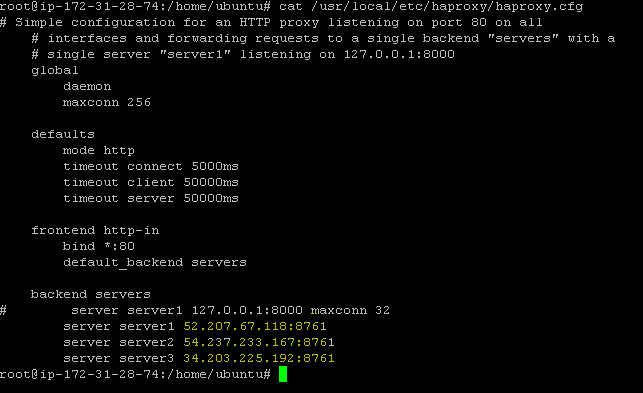 root@ip-172-31-28-74:/home/ubuntu# cat /usr/local/etc/haproxy/haproxy.cfg
# Simple configuration for an HTTP proxy listening on port 80 on all
    # interfaces and forwarding requests to a single backend "servers" with a
    # single server "server1" listening on 127.0.0.1:8000
    global
        daemon
        maxconn 256

    defaults
        mode http
        timeout connect 5000ms
        timeout client 50000ms
        timeout server 50000ms

    frontend http-in
        bind *:80
        default_backend servers

    backend servers
#        server server1 127.0.0.1:8000 maxconn 32
        server server1 52.207.67.118:8761
        server server2 54.237.233.167:8761
        server server3 34.203.225.192:8761
root@ip-172-31-28-74:/home/ubuntu#